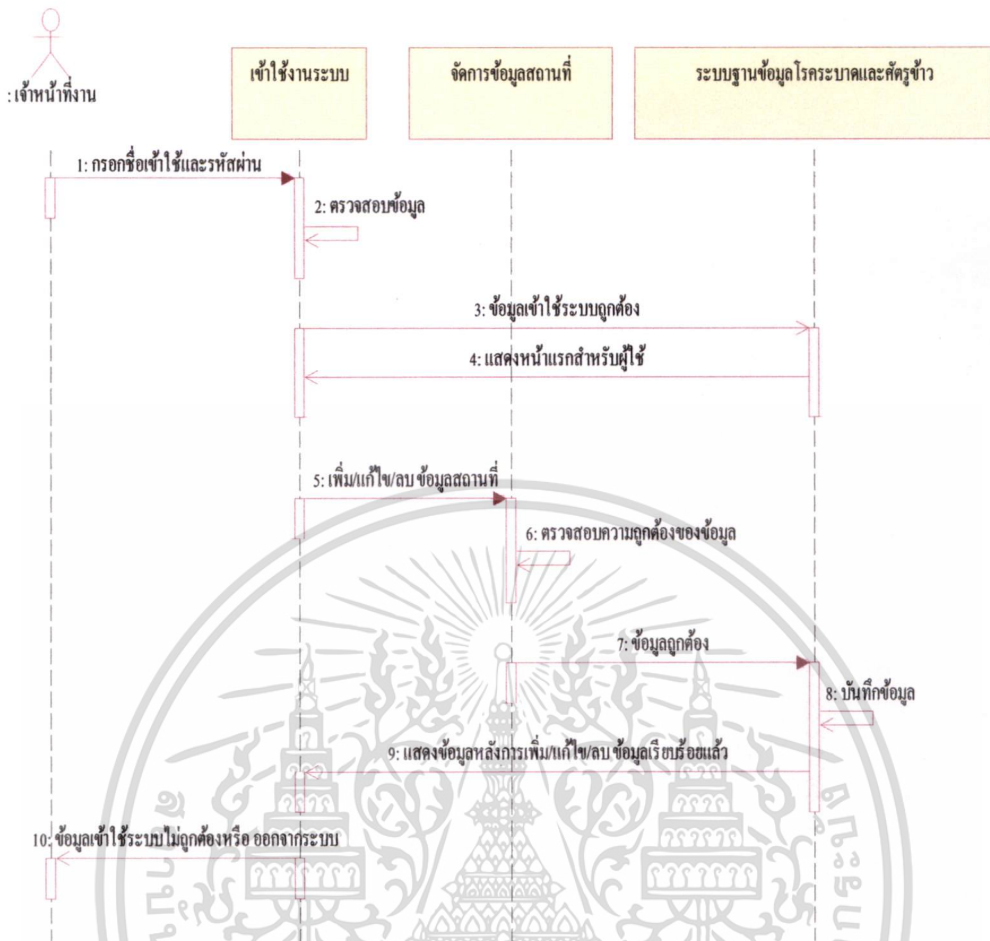 : เจ้าหน้าที่งาน
เข้าใช้งานระบบ
จัดการข้อมูลสถานที่
ระบบฐานข้อมูลโรคระบาดและศัตรูข้าว
1: กรอกชื่อเข้าใช้และรหัสผ่าน
2: ตรวจสอบข้อมูล
3: ข้อมูลเข้าใช้ระบบถูกต้อง
4: แสดงหน้าแรกสำหรับผู้ใช้
5: เพิ่ม/แก้ไข/ลบ ข้อมูลสถานที่
6: ตรวจสอบความถูกต้องของข้อมูล
7: ข้อมูลถูกต้อง
8: บันทึกข้อมูล
9: แสดงข้อมูลหลังการเพิ่ม/แก้ไข/ลบ ข้อมูลเรียบร้อยแล้ว
10: ข้อมูลเข้าใช้ระบบไม่ถูกต้องหรือ ออกจากระบบ